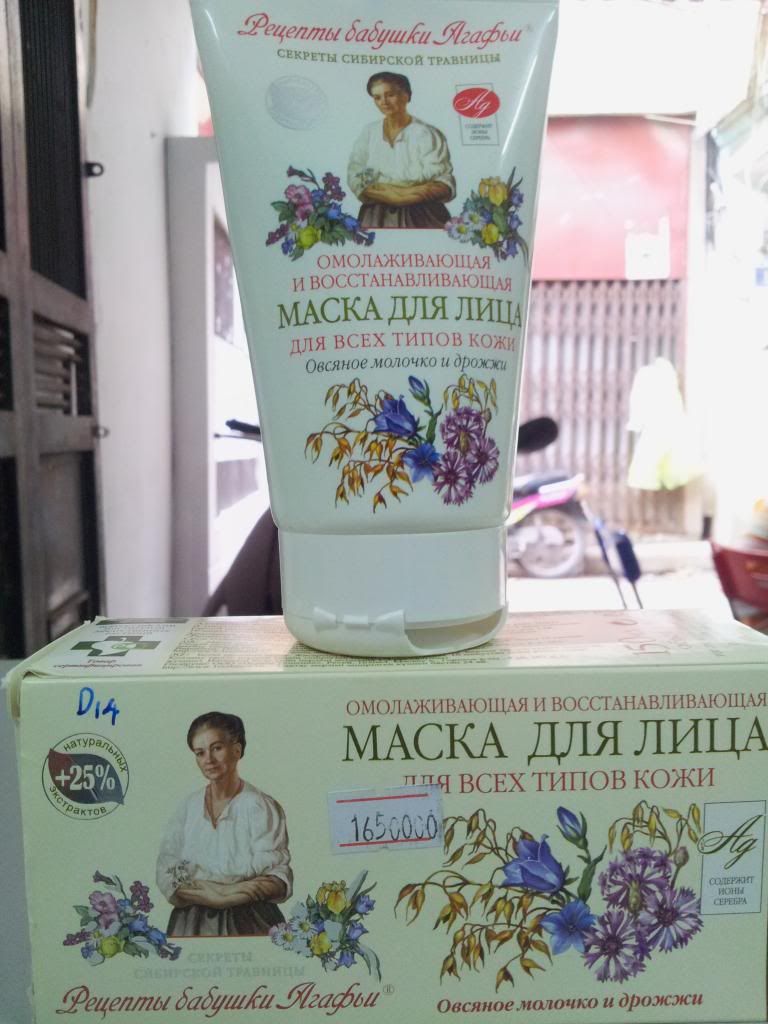 Рецепты бабушки Агафьи®
СЕКРЕТЫ СИБИРСКОЙ ТРАВНИЦЫ
Ag
СОДЕРЖИТ
ИОНЫ
СЕРЕБРА
ОМОЛАЖИВАЮЩАЯ
И ВОССТАНАВЛИВАЮЩАЯ
МАСКА ДЛЯ ЛИЦА
ДЛЯ ВСЕХ ТИПОВ КОЖИ
Овсяное молочко и дрожжи
Товар
D14
натуральных
+25%
экстрактов
ОМОЛАЖИВАЮЩАЯ И ВОССТАНАВЛИВАЮЩАЯ
МАСКА ДЛЯ ЛИЦА
ДЛЯ ВСЕХ ТИПОВ КОЖИ
1650000
Ag
СОДЕРЖИТ
ИОНЫ
СЕРЕБРА
СЕКРЕТЫ
СИБИРСКОЙ ТРАВНИЦЫ
Рецепты бабушки Агафьи®
Овсяное молочко и дрожжи